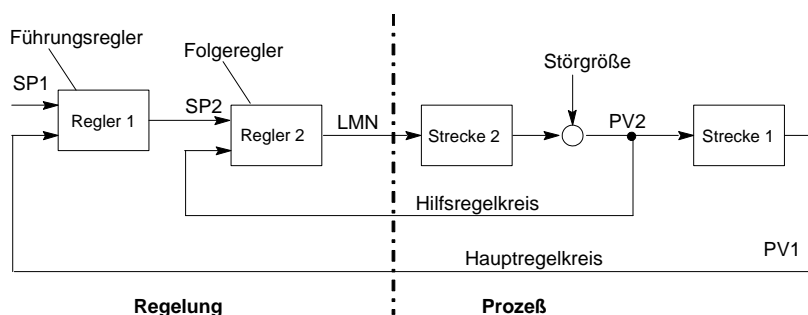 Führungsregler
Folgeregler
Störgröße
SP1
SP2
LMN
PV2
Regler 1
Regler 2
Strecke 2
Strecke 1
Hilfsregelkreis
PV1
Hauptregelkreis
Regelung
Prozeß